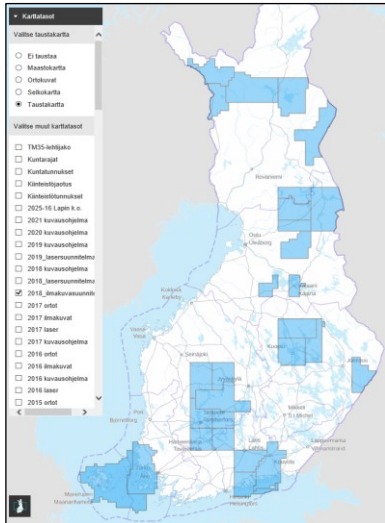 Karttatasot
Valitse taustakartta
Ei taustaa
Maastokartta
Ortokuvat
Selkokartta
Taustakartta
Valitse muut karttatasot
TM35-lehtijako
Kuntarajat
Kuntatunnukset
Kiinteistöjaotus
Kiinteistötunnukset
2025-16 Lapin k.o.
2021 kuvausohjelma
2020 kuvausohjelma
2019 kuvausohjelma
2019_lasersuunnitelma
2018 kuvausohjelma
2018_lasersuunnitelma
2018_ilmakuvasuunnite
2017 ortot
2017 ilmakuvat
2017 laser
2017 kuvausohjelma
2016 ortot
2016 ilmakuvat
2016 kuvausohjelma
2016 laser
2015 ortot
Rovaniemi
Oulu
Uleåborg
Kajaani
Kajana
Kokkola
Karleby
Vaasa
Vasa
Seinäjoki
Kuopio
Joensuu
Jyväskylä
Pori
Björneborg
Tampere
Tammerfors
Mikkeli
S:t Michel
Hämeenlinna
Tavastehus
Lahti
Lahtis
Lappeenranta
Villmanstrand
Kouvola
Turku
Åbo
Maarianhamina
Helsinki
Helsingfors